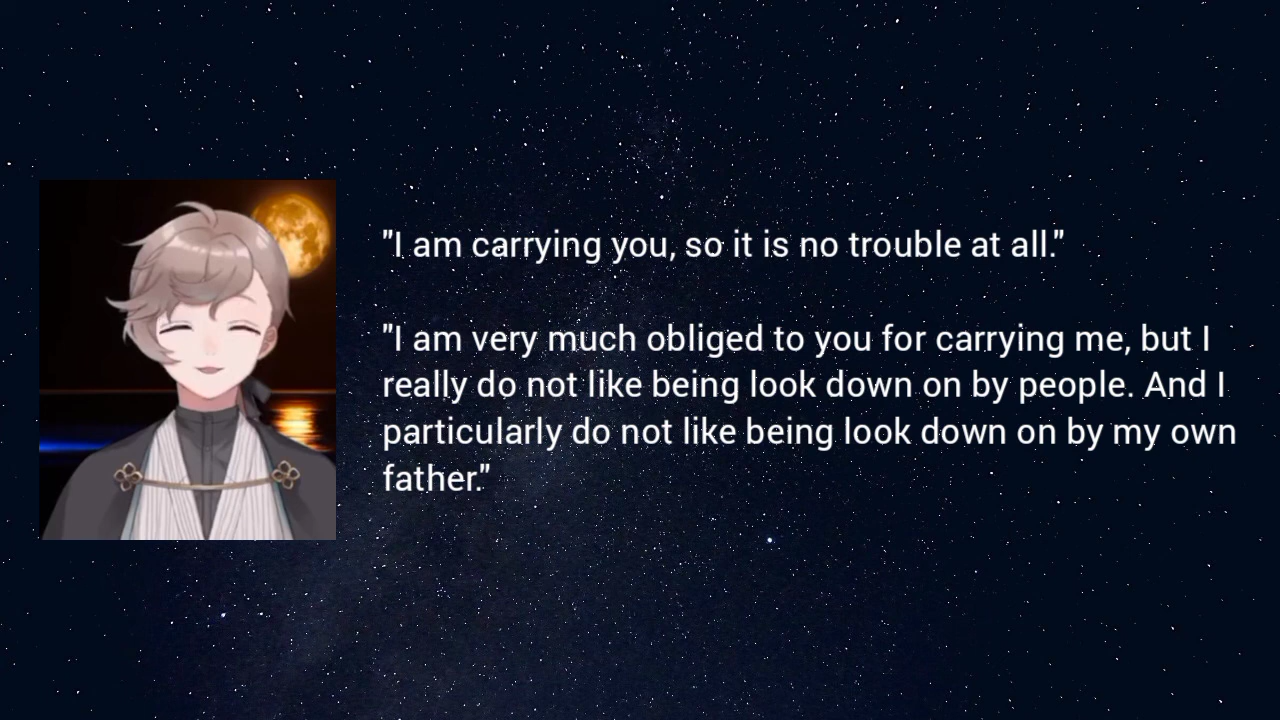 "I am carrying you, so it is no trouble at all."
"I am very much obliged to you for carrying me, but I
really do not like being look down on by people. And I
particularly do not like being look down on by my own
father."